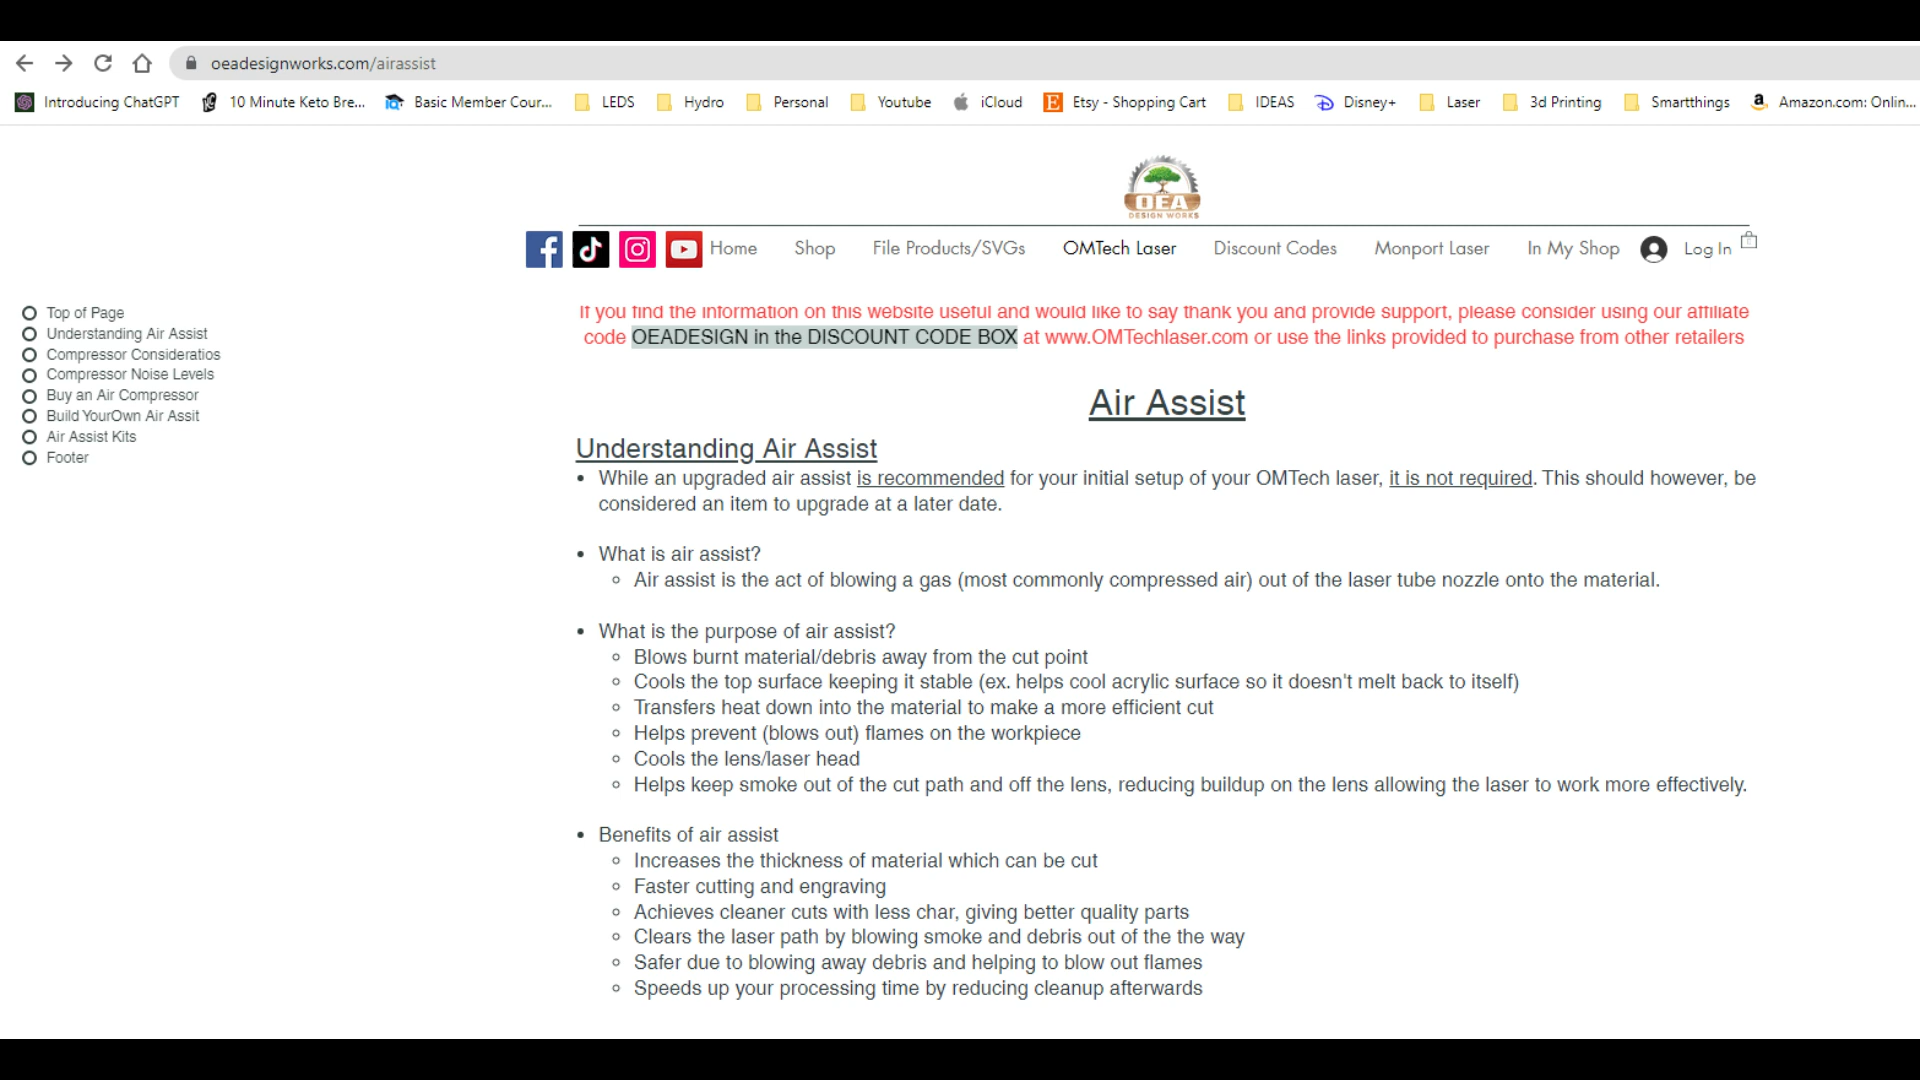 oeadesignworks.com/airassist
Introducing ChatGPT 10 Minute Keto Bre... Basic Member Cour... LEDS Hydro Personal Youtube iCloud Etsy - Shopping Cart IDEAS Disney+ Laser 3d Printing Smartthings Amazon.com: Onlin...
OEA
DESIGN WORKS
Home Shop File Products/SVGs OMTech Laser Discount Codes Monport Laser In My Shop Log In
Top of Page
Understanding Air Assist
Compressor Consideratios
Compressor Noise Levels
Buy an Air Compressor
Build YourOwn Air Assit
Air Assist Kits
Footer
If you find the information on this website useful and would like to say thank you and provide support, please consider using our affiliate
code OEADESIGN in the DISCOUNT CODE BOX at www.OMTechlaser.com or use the links provided to purchase from other retailers
Air Assist
Understanding Air Assist
• While an upgraded air assist is recommended for your initial setup of your OMTech laser, it is not required. This should however, be
considered an item to upgrade at a later date.
• What is air assist?
◦ Air assist is the act of blowing a gas (most commonly compressed air) out of the laser tube nozzle onto the material.
• What is the purpose of air assist?
◦ Blows burnt material/debris away from the cut point
◦ Cools the top surface keeping it stable (ex. helps cool acrylic surface so it doesn't melt back to itself)
◦ Transfers heat down into the material to make a more efficient cut
◦ Helps prevent (blows out) flames on the workpiece
◦ Cools the lens/laser head
◦ Helps keep smoke out of the cut path and off the lens, reducing buildup on the lens allowing the laser to work more effectively.
• Benefits of air assist
◦ Increases the thickness of material which can be cut
◦ Faster cutting and engraving
◦ Achieves cleaner cuts with less char, giving better quality parts
◦ Clears the laser path by blowing smoke and debris out of the the way
◦ Safer due to blowing away debris and helping to blow out flames
◦ Speeds up your processing time by reducing cleanup afterwards